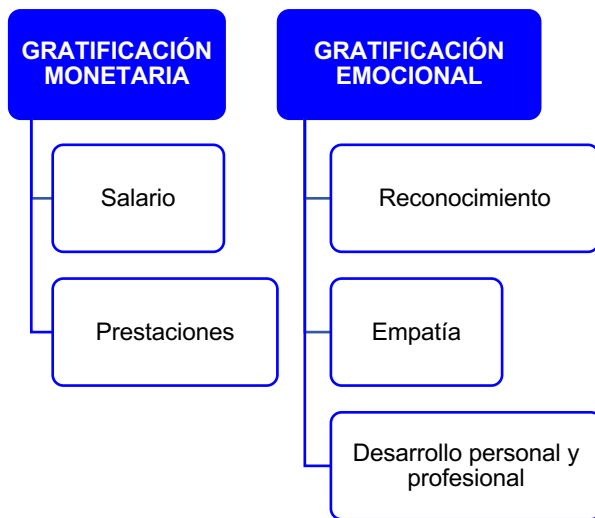 GRATIFICACIÓN
MONETARIA
Salario
Prestaciones
GRATIFICACIÓN
EMOCIONAL
Reconocimiento
Empatía
Desarrollo personal y
profesional